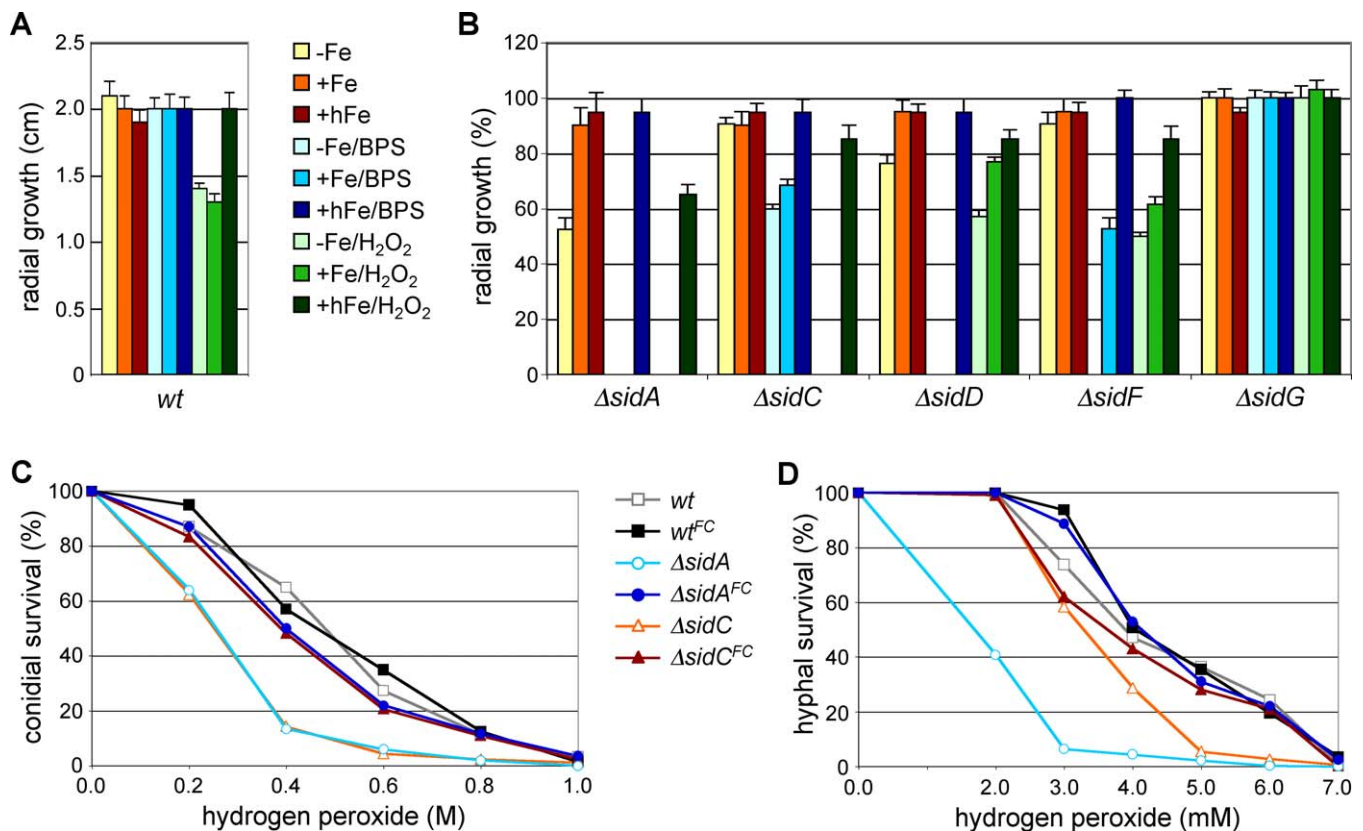 A
2.5
2.0
1.5
1.0
0.5
0
radial growth (cm)
wt
-Fe
+Fe
+hFe
-Fe/BPS
+Fe/BPS
+hFe/BPS
-Fe/H₂O₂
+Fe/H₂O₂
+hFe/H₂O₂
B
120
100
80
60
40
20
0
radial growth (%)
ΔsidA ΔsidC ΔsidD ΔsidF ΔsidG
C
100
80
60
40
20
0
conidial survival (%)
0.0 0.2 0.4 0.6 0.8 1.0
hydrogen peroxide (M)
wt
wtᶠᶜ
ΔsidA
ΔsidAᶠᶜ
ΔsidC
ΔsidCᶠᶜ
D
100
80
60
40
20
0
hyphal survival (%)
0.0 2.0 3.0 4.0 5.0 6.0 7.0
hydrogen peroxide (mM)